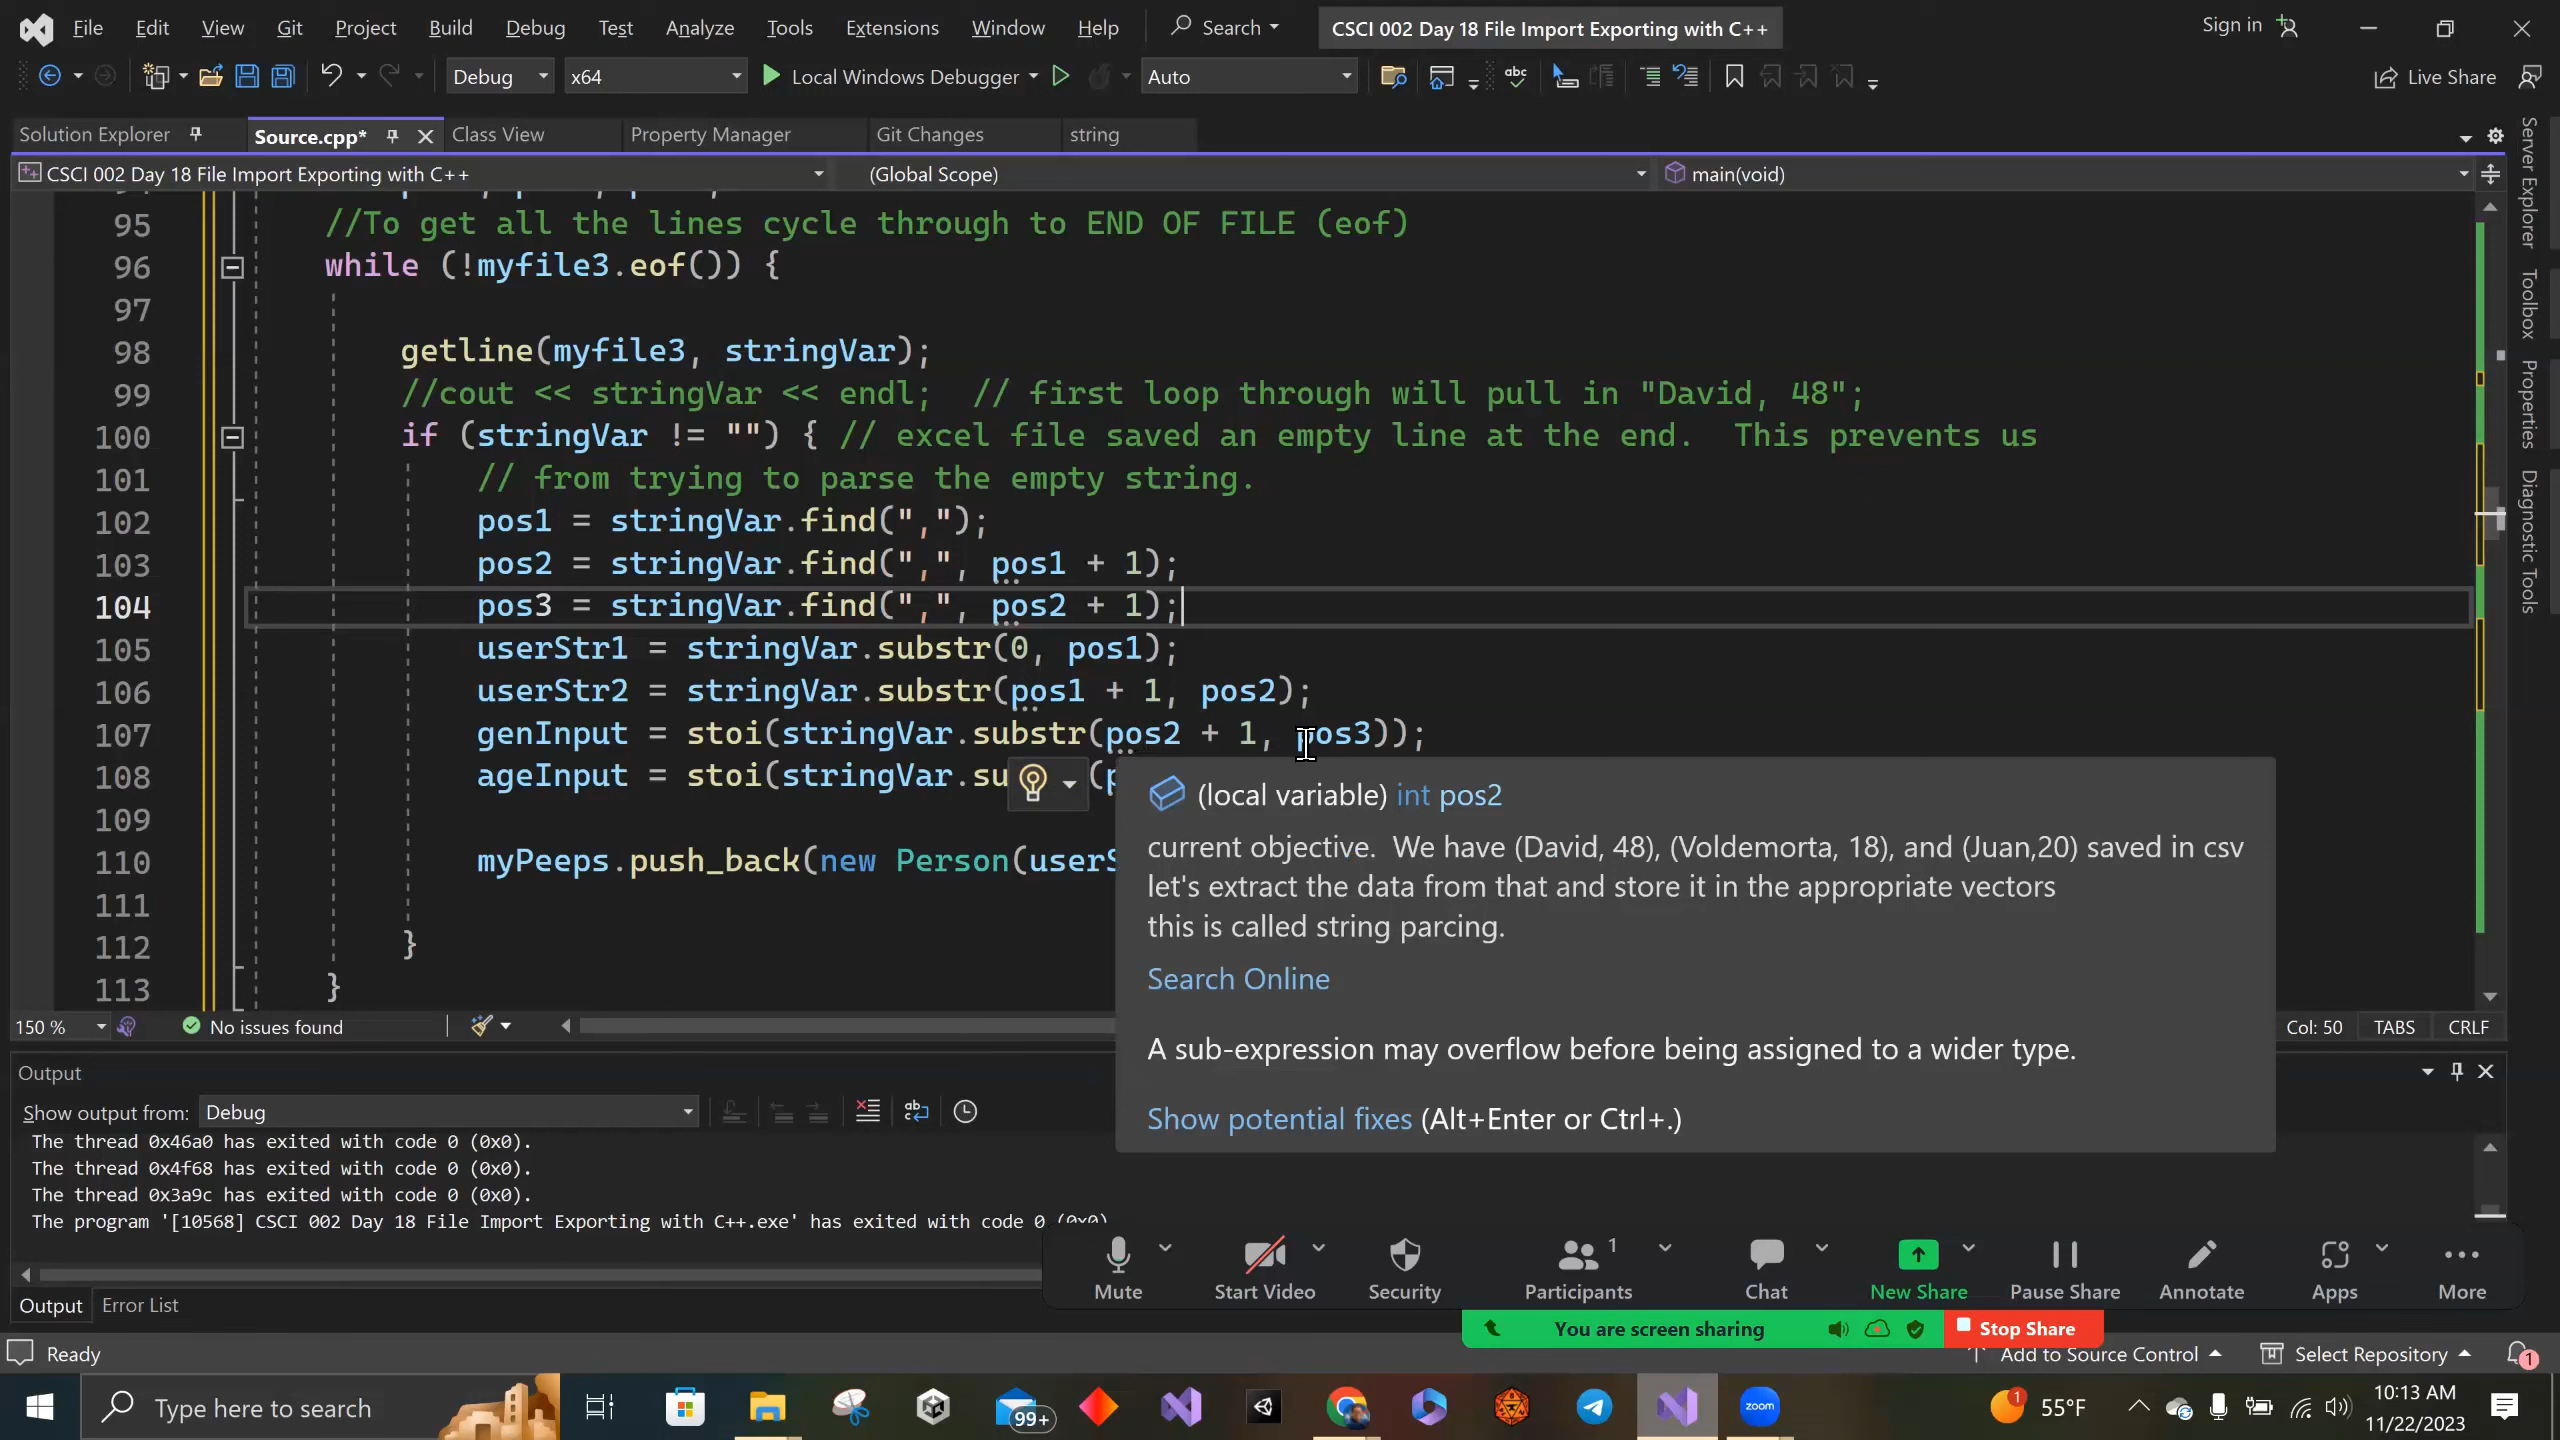 File Edit View Git Project Build Debug Test Analyze Tools Extensions Window Help Search CSCI 002 Day 18 File Import Exporting with C++ Sign in
Debug x64 Local Windows Debugger Auto Live Share
Solution Explorer Source.cpp* Class View Property Manager Git Changes string
CSCI 002 Day 18 File Import Exporting with C++ (Global Scope) main(void)
Server Explorer
Toolbox
Properties
Diagnostic Tools
95 //To get all the lines cycle through to END OF FILE (eof)
96 while (!myfile3.eof()) {
97
98 getline(myfile3, stringVar);
99 //cout << stringVar << endl;  // first loop through will pull in "David, 48";
100 if (stringVar != "") { // excel file saved an empty line at the end.  This prevents us
101 // from trying to parse the empty string.
102 pos1 = stringVar.find(",");
103 pos2 = stringVar.find(",", pos1 + 1);
104 pos3 = stringVar.find(",", pos2 + 1);
105 userStr1 = stringVar.substr(0, pos1);
106 userStr2 = stringVar.substr(pos1 + 1, pos2);
107 genInput = stoi(stringVar.substr(pos2 + 1, pos3));
108 ageInput = stoi(stringVar.su (p
109
110 myPeeps.push_back(new Person(userS
111
112 }
113 }
(local variable) int pos2
current objective.  We have (David, 48), (Voldemorta, 18), and (Juan,20) saved in csv
let's extract the data from that and store it in the appropriate vectors
this is called string parcing.
Search Online
A sub-expression may overflow before being assigned to a wider type.
Show potential fixes (Alt+Enter or Ctrl+.)
150 % No issues found Col: 50 TABS CRLF
Output
Show output from: Debug
The thread 0x46a0 has exited with code 0 (0x0).
The thread 0x4f68 has exited with code 0 (0x0).
The thread 0x3a9c has exited with code 0 (0x0).
The program '[10568] CSCI 002 Day 18 File Import Exporting with C++.exe' has exited with code 0 (0x0)
Output Error List
Mute Start Video Security Participants 1 Chat New Share Pause Share Annotate Apps More
You are screen sharing Stop Share
Ready Add to Source Control Select Repository 1
Type here to search 99+ zoom 1 55°F 10:13 AM
11/22/2023